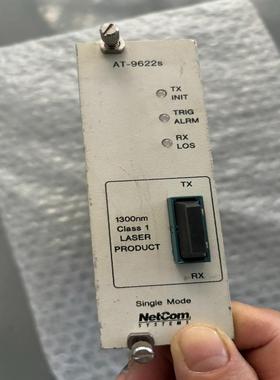 AT-9622s
TX
INIT
TRIG
ALRM
RX
LOS
TX
1300nm
Class 1
LASER
PRODUCT
RX
Single Mode
NetCom
SYSTEMS